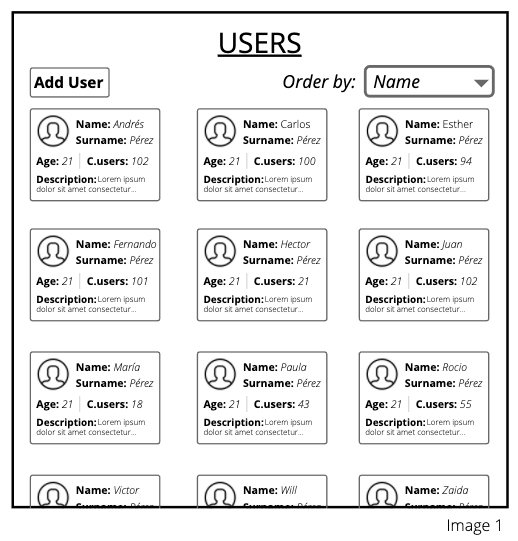 USERS
Add User
Order by: Name
Name: Andrés
Surname: Pérez
Age: 21 C.users: 102
Description: Lorem ipsum
dolor sit amet consectetur...
Name: Carlos
Surname: Pérez
Age: 21 C.users: 100
Description: Lorem ipsum
dolor sit amet consectetur...
Name: Esther
Surname: Pérez
Age: 21 C.users: 94
Description: Lorem ipsum
dolor sit amet consectetur...
Name: Fernando
Surname: Pérez
Age: 21 C.users: 101
Description: Lorem ipsum
dolor sit amet consectetur...
Name: Hector
Surname: Pérez
Age: 21 C.users: 21
Description: Lorem ipsum
dolor sit amet consectetur...
Name: Juan
Surname: Pérez
Age: 21 C.users: 102
Description: Lorem ipsum
dolor sit amet consectetur...
Name: María
Surname: Pérez
Age: 21 C.users: 18
Description: Lorem ipsum
dolor sit amet consectetur...
Name: Paula
Surname: Pérez
Age: 21 C.users: 43
Description: Lorem ipsum
dolor sit amet consectetur...
Name: Rocio
Surname: Pérez
Age: 21 C.users: 55
Description: Lorem ipsum
dolor sit amet consectetur...
Name: Victor
Surname: Pérez
Name: Will
Surname: Pérez
Name: Zaida
Surname: Pérez
Image 1